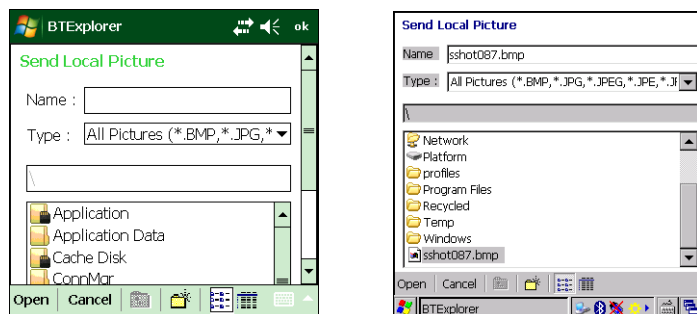 BTExplorer ok
Send Local Picture
Name :
Type : All Pictures (*.BMP,*.JPG,*
\
Application
Application Data
Cache Disk
ConnMgr
Open Cancel
Send Local Picture
Name sshot087.bmp
Type : All Pictures (*.BMP,*.JPG,*.JPEG,*.JPE,*.JF
\
Network
Platform
profiles
Program Files
Recycled
Temp
Windows
sshot087.bmp
Open Cancel
BTExplorer